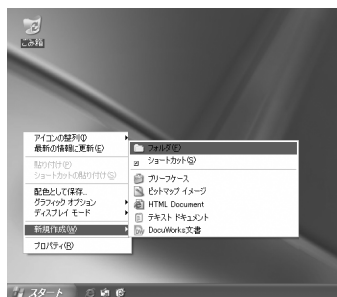 ごみ箱
アイコンの整列(I)
最新の情報に更新(E)
貼り付け(P)
ショートカットの貼り付け(S)
配色として保存...
グラフィック オプション
ディスプレイ モード
新規作成(W)
プロパティ(R)
フォルダ(F)
ショートカット(S)
ブリーフケース
ビットマップ イメージ
HTML Document
テキスト ドキュメント
DocuWorks文書
スタート